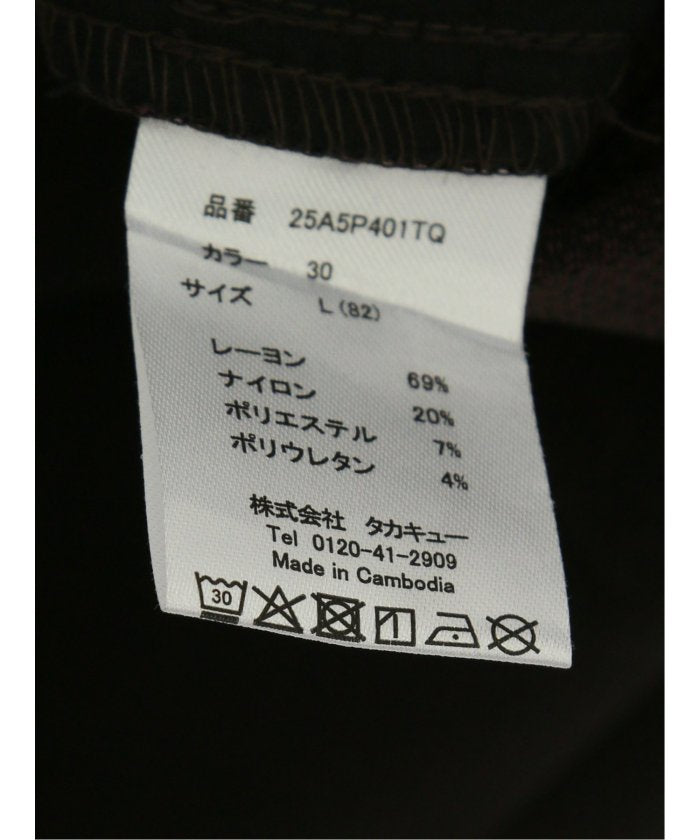 品番 25A5P401TQ
カラー 30
サイズ L(82)
レーヨン 69%
ナイロン 20%
ポリエステル 7%
ポリウレタン 4%
株式会社 タカキュー
Tel 0120-41-2909
Made in Cambodia
30